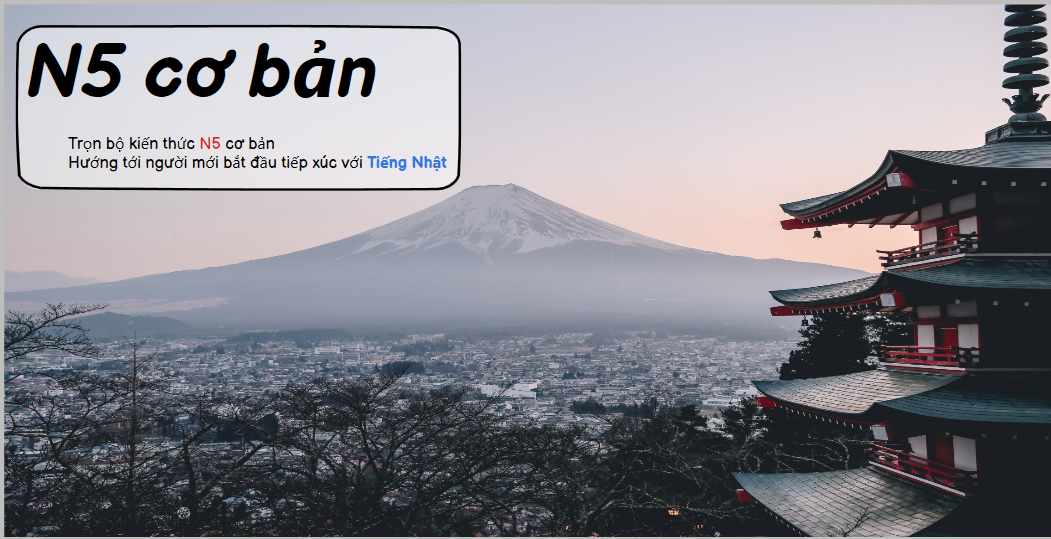 N5 cơ bản
Trọn bộ kiến thức N5 cơ bản
Hướng tới người mới bắt đầu tiếp xúc với Tiếng Nhật